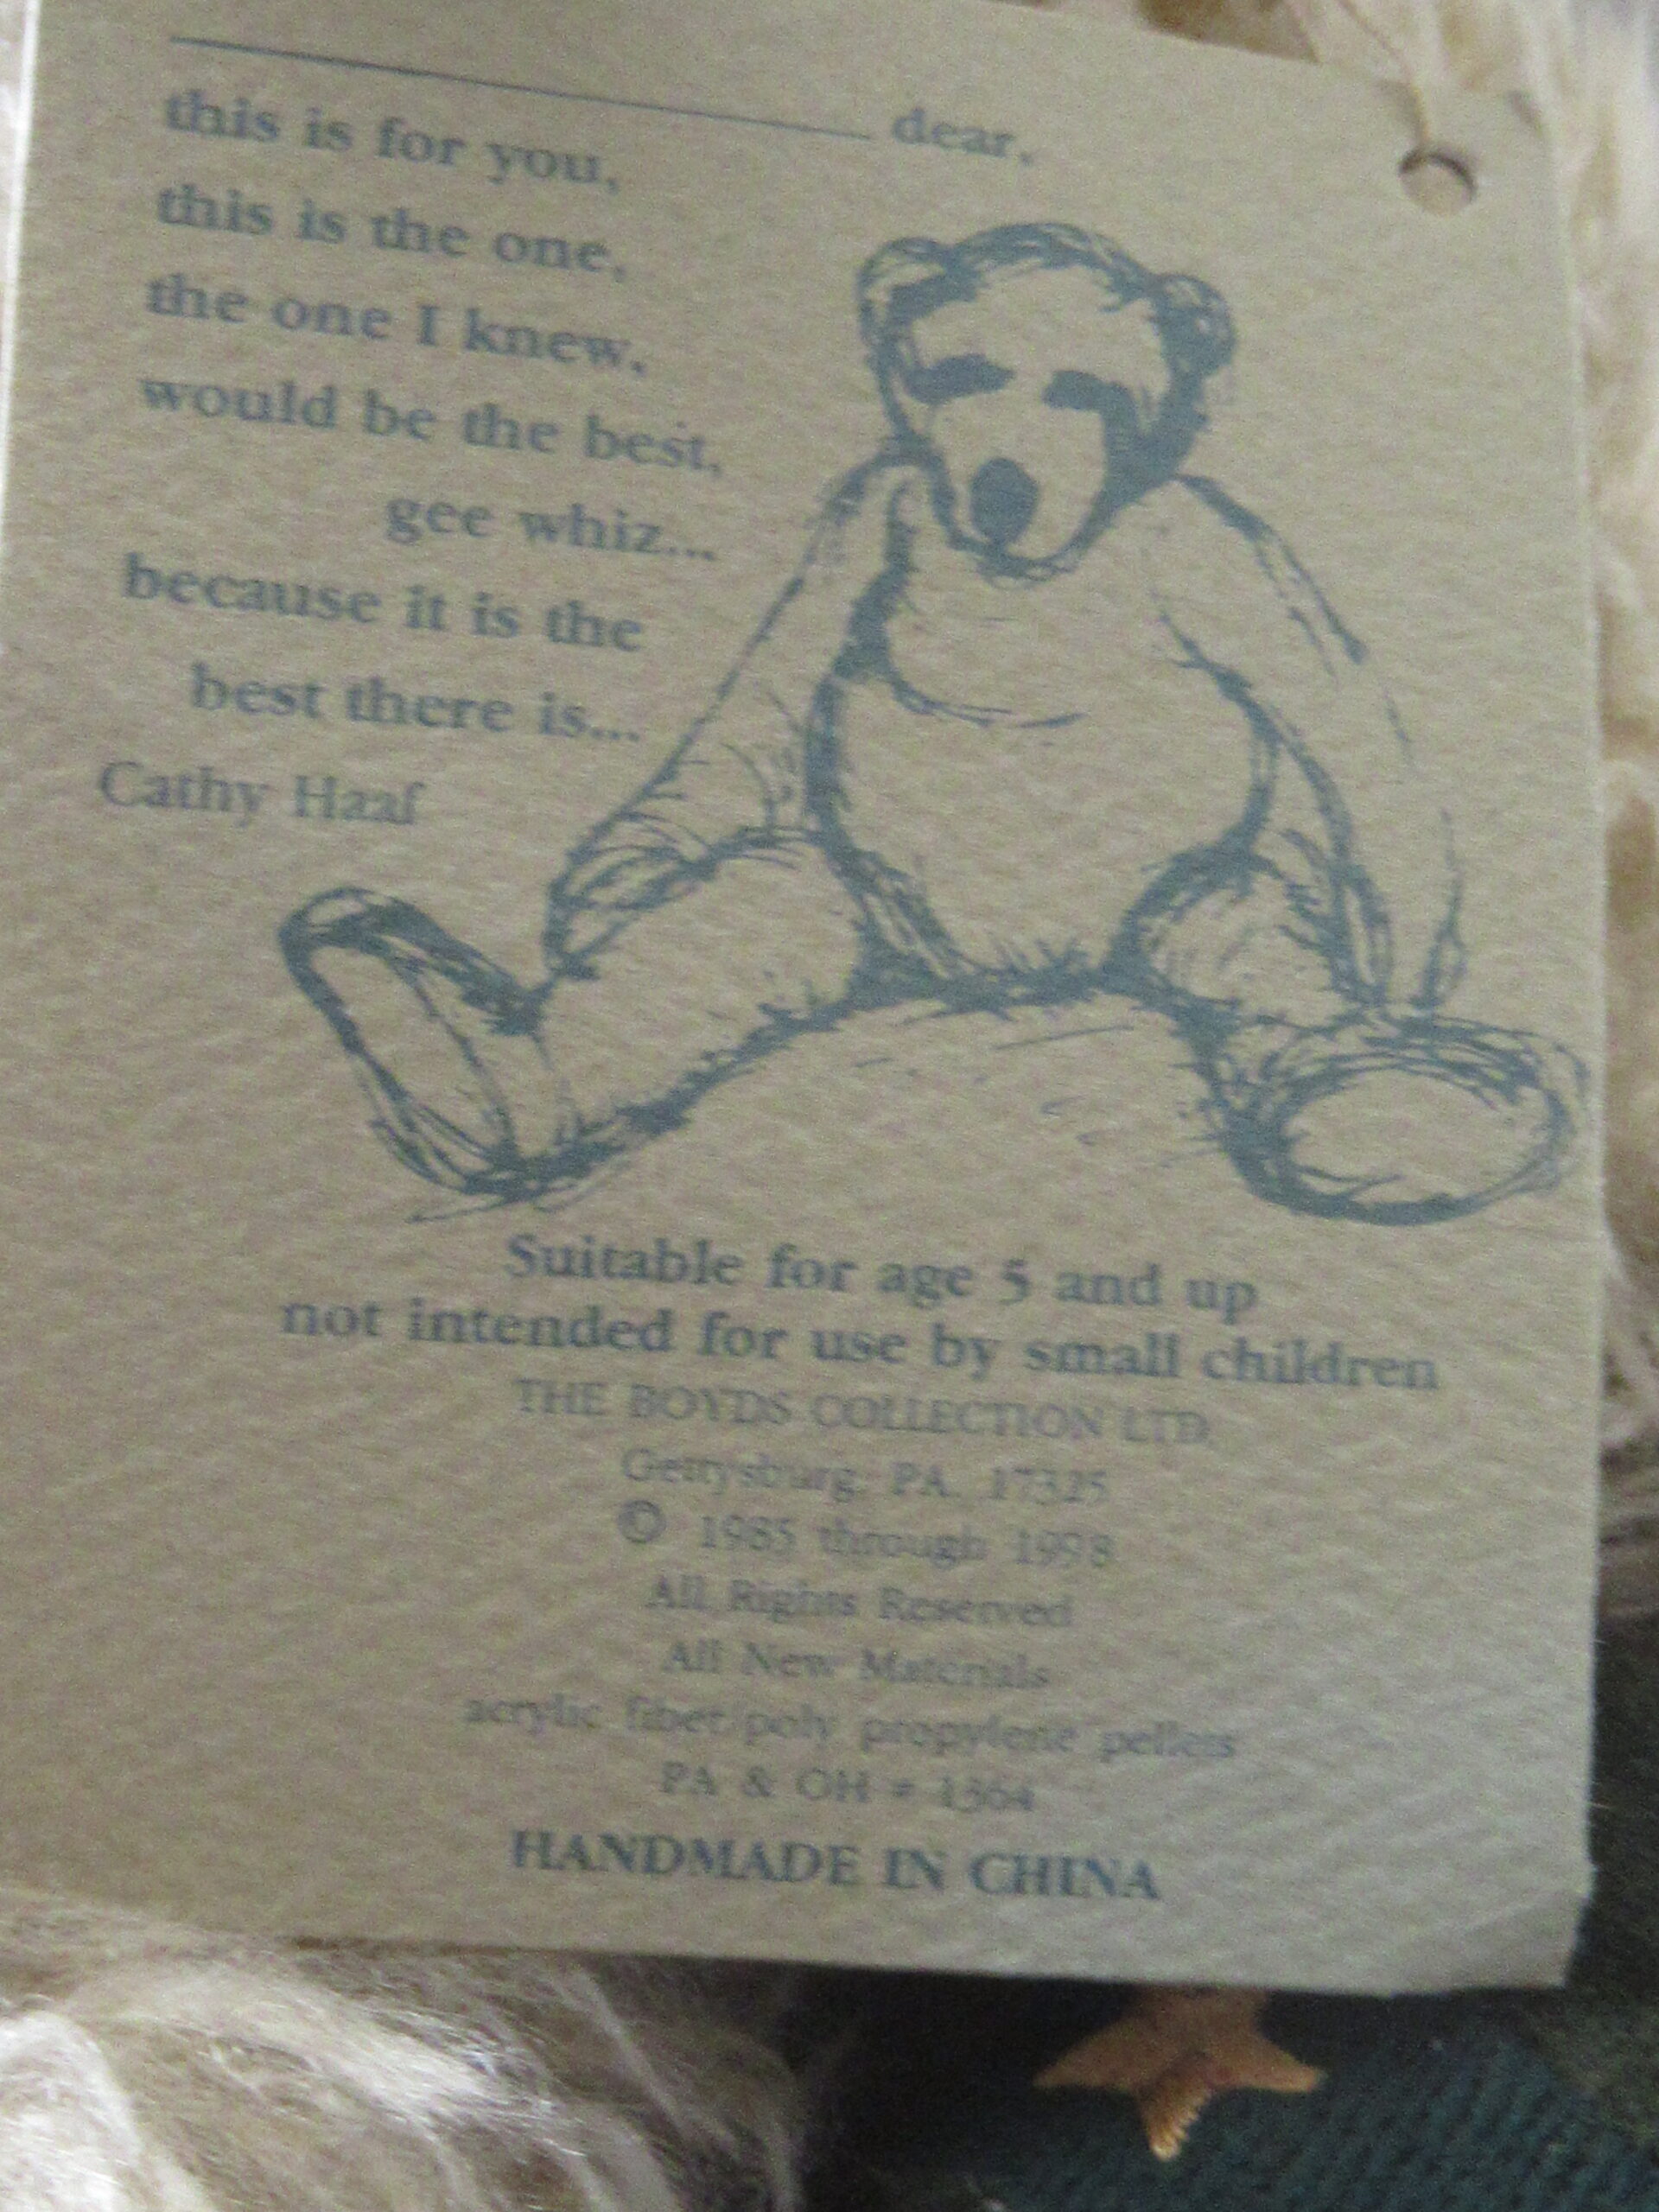 dear,
this is for you,
this is the one,
the one I knew,
would be the best,
gee whiz...
because it is the
best there is...
Cathy Haaf
Suitable for age 5 and up
not intended for use by small children
THE BOYDS COLLECTION LTD.
Gettysburg, PA. 17325
© 1985 through 1998
All Rights Reserved
All New Materials
acrylic fiber/poly propylene pellets
PA & OH # 1364
HANDMADE IN CHINA